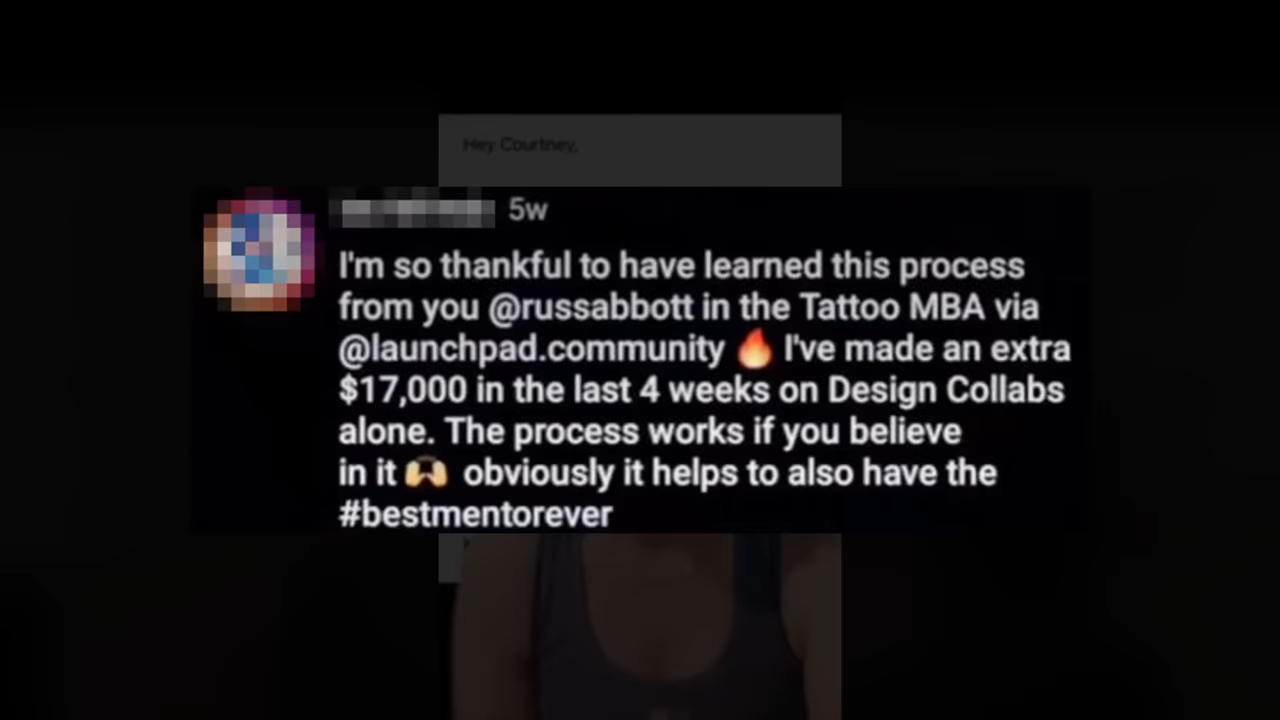 Hey Courtney,
5w
I'm so thankful to have learned this process
from you @russabbott in the Tattoo MBA via
@launchpad.community 🔥 I've made an extra
$17,000 in the last 4 weeks on Design Collabs
alone. The process works if you believe
in it 🙌 obviously it helps to also have the
#bestmentorever